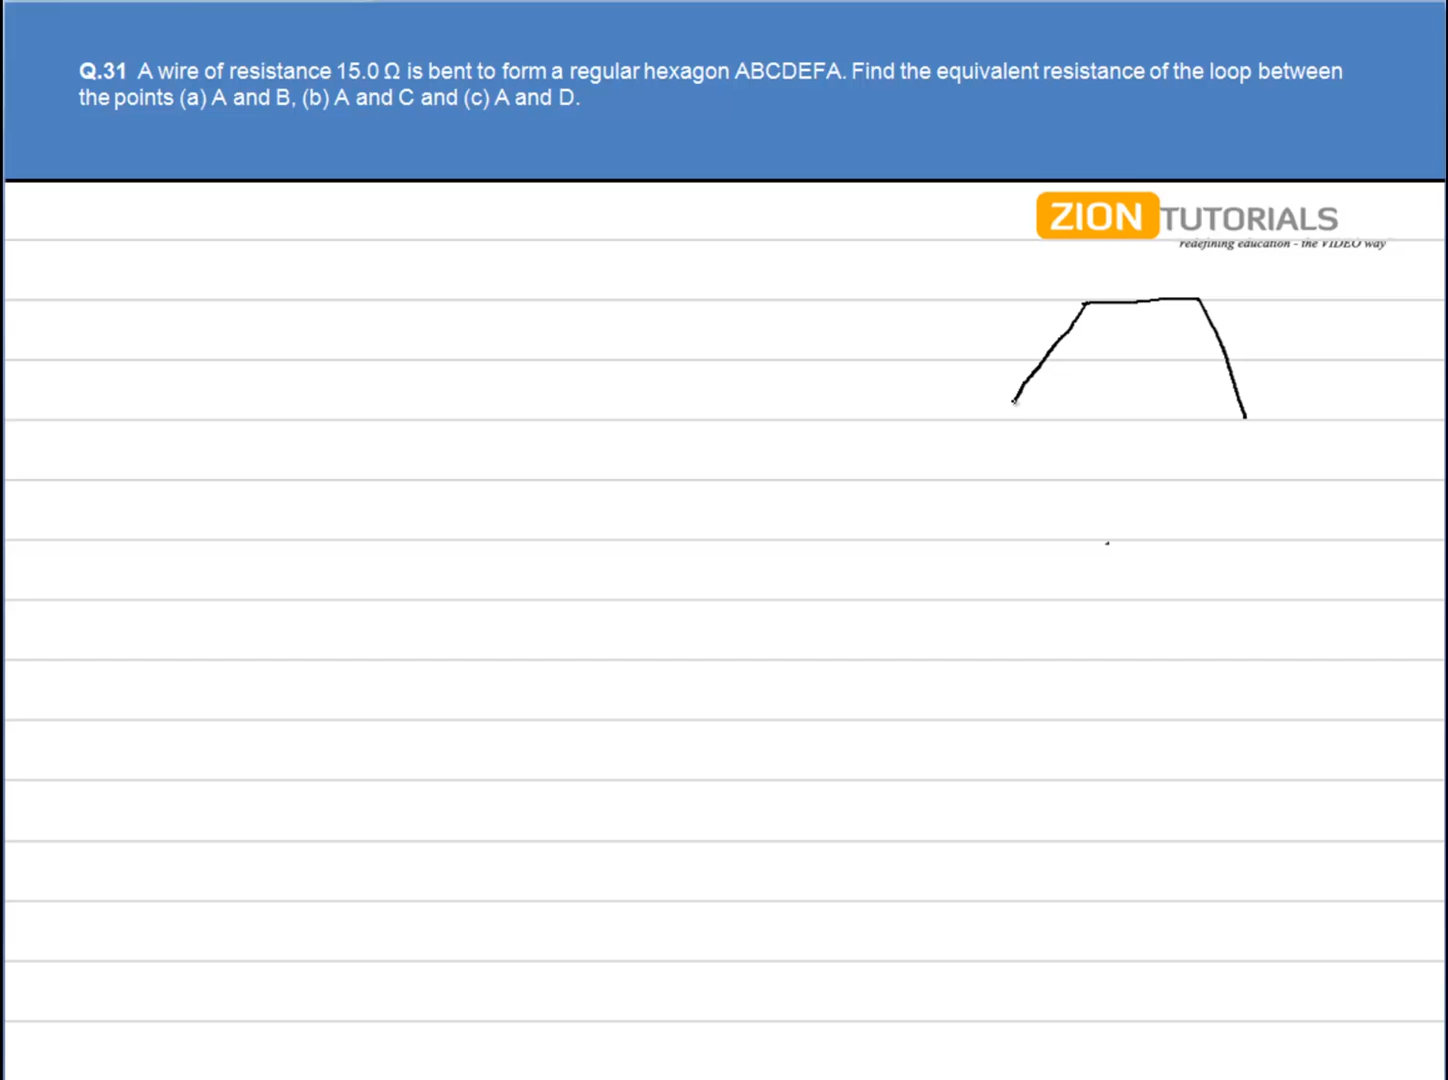 Q.31 A wire of resistance 15.0 Ω is bent to form a regular hexagon ABCDEFA. Find the equivalent resistance of the loop between
the points (a) A and B, (b) A and C and (c) A and D.
ZION TUTORIALS
redefining education - the VIDEO way